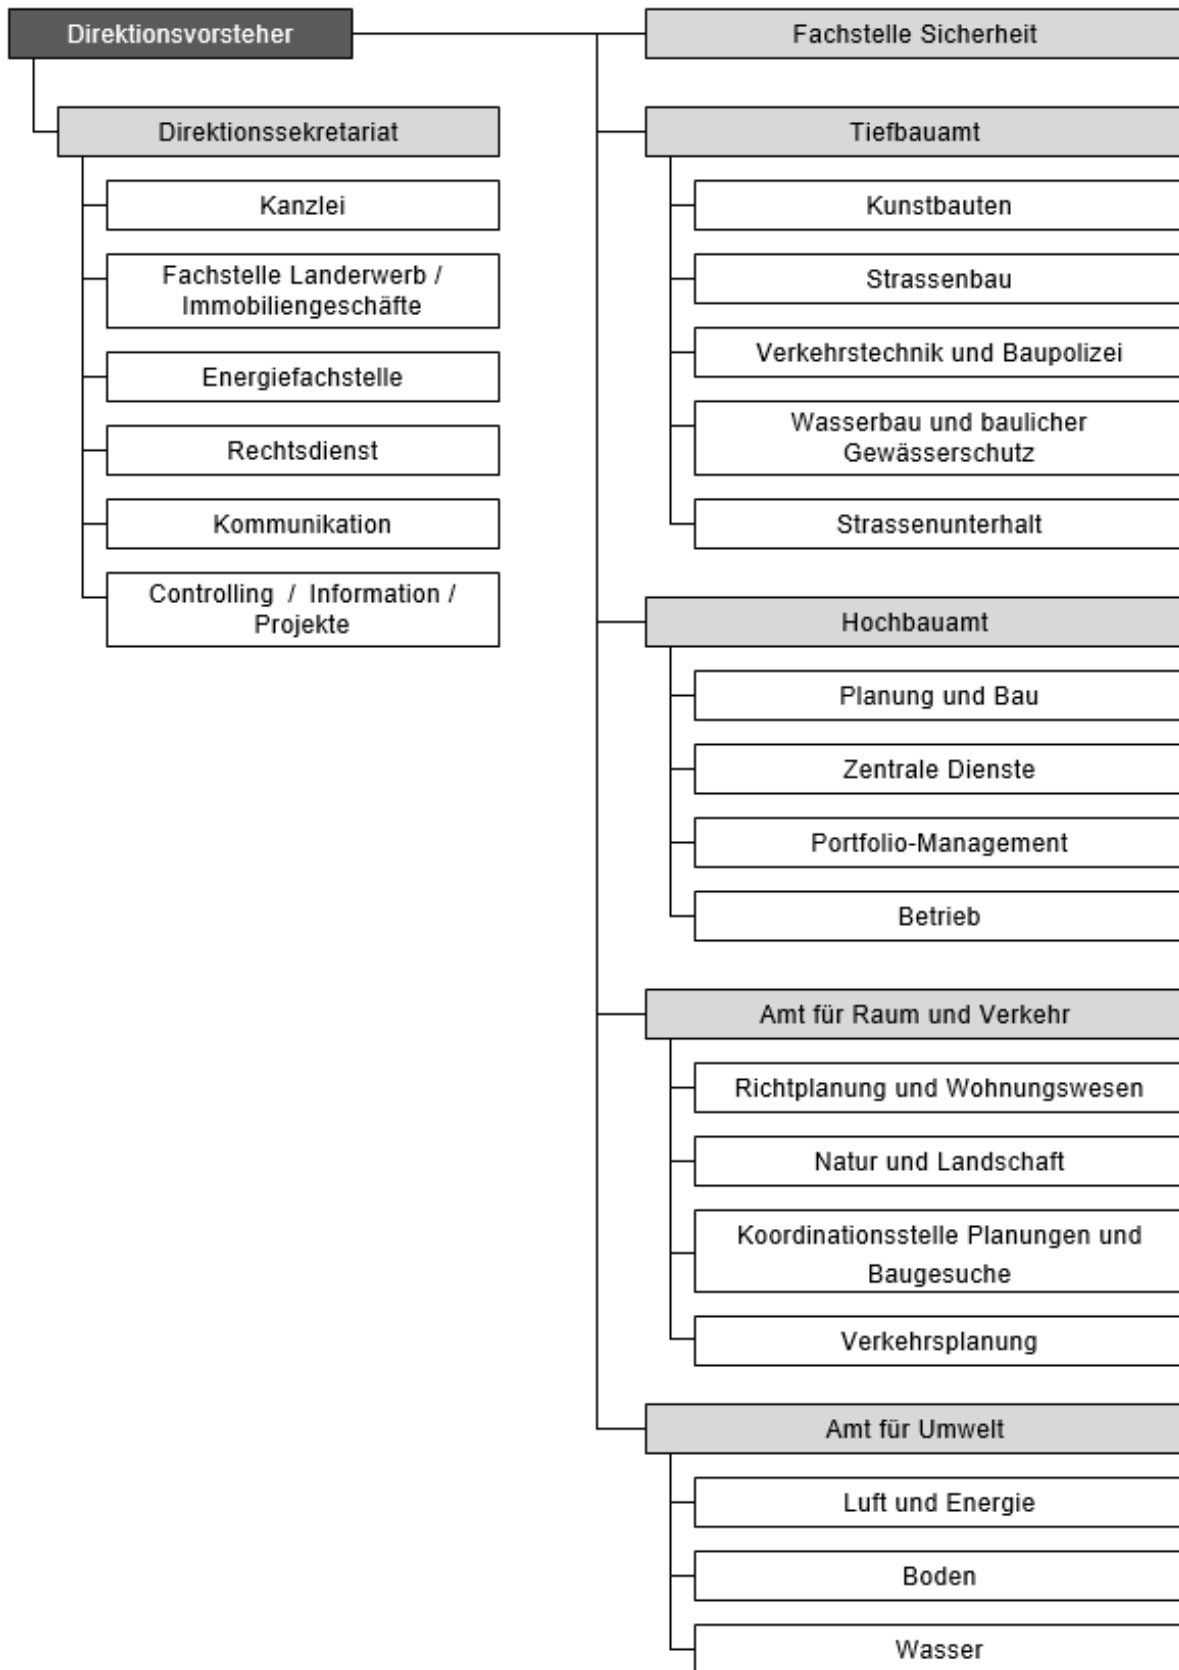 Direktionsvorsteher
Direktionssekretariat
Kanzlei
Fachstelle Landerwerb /
Immobiliengeschäfte
Energiefachstelle
Rechtsdienst
Kommunikation
Controlling / Information /
Projekte
Fachstelle Sicherheit
Tiefbauamt
Kunstbauten
Strassenbau
Verkehrstechnik und Baupolizei
Wasserbau und baulicher
Gewässerschutz
Strassenunterhalt
Hochbauamt
Planung und Bau
Zentrale Dienste
Portfolio-Management
Betrieb
Amt für Raum und Verkehr
Richtplanung und Wohnungswesen
Natur und Landschaft
Koordinationsstelle Planungen und
Baugesuche
Verkehrsplanung
Amt für Umwelt
Luft und Energie
Boden
Wasser